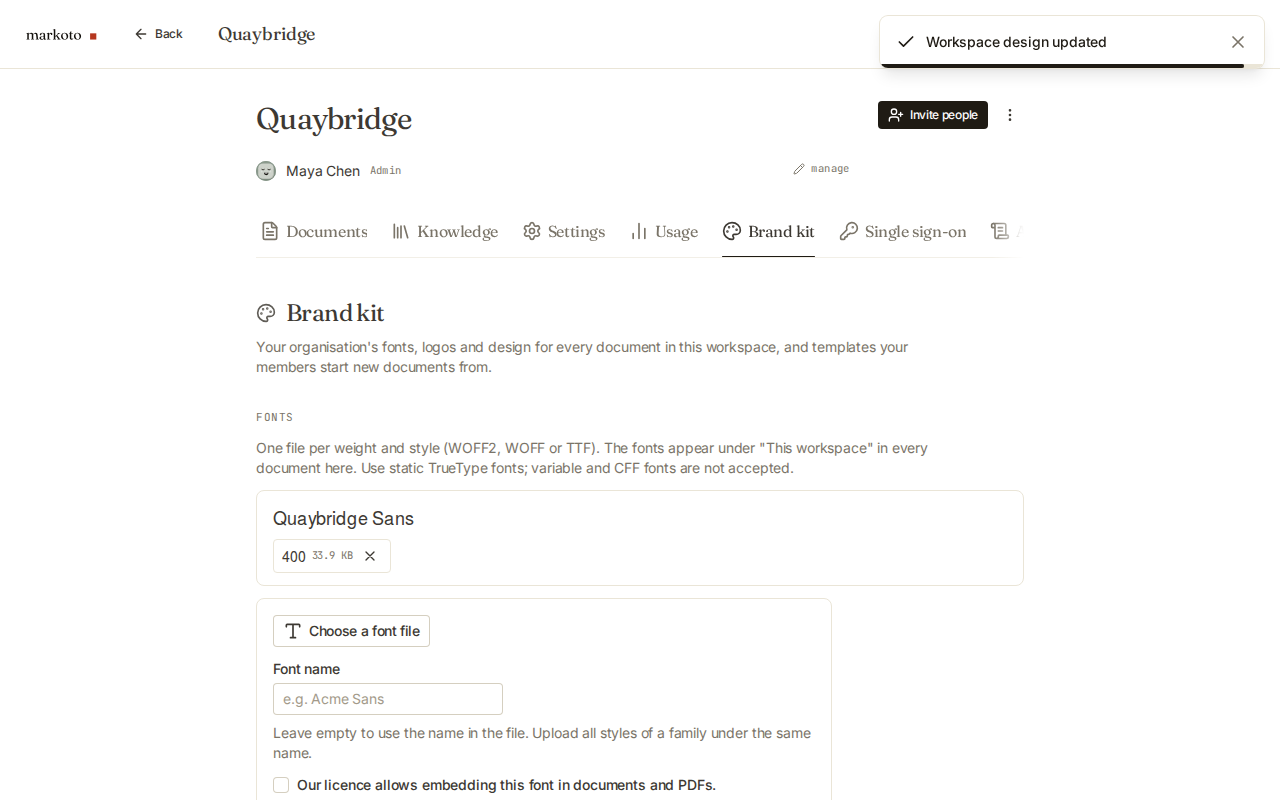 markoto
Back
Quaybridge
Workspace design updated
Quaybridge
Invite people
Maya Chen Admin
manage
Documents
Knowledge
Settings
Usage
Brand kit
Single sign-on
Brand kit
Your organisation's fonts, logos and design for every document in this workspace, and templates your
members start new documents from.
FONTS
One file per weight and style (WOFF2, WOFF or TTF). The fonts appear under "This workspace" in every
document here. Use static TrueType fonts; variable and CFF fonts are not accepted.
Quaybridge Sans
400 33.9 KB
Choose a font file
Font name
e.g. Acme Sans
Leave empty to use the name in the file. Upload all styles of a family under the same
name.
Our licence allows embedding this font in documents and PDFs.